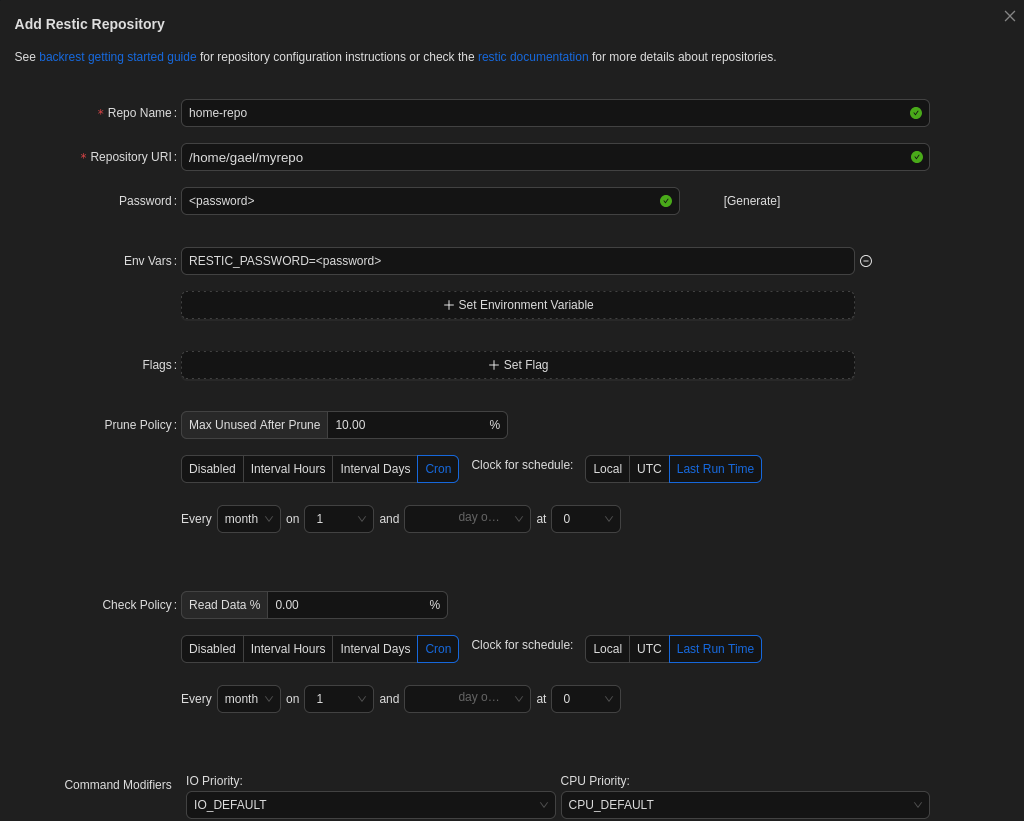 Add Restic Repository
See backrest getting started guide for repository configuration instructions or check the restic documentation for more details about repositories.
* Repo Name : home-repo
* Repository URI : /home/gael/myrepo
Password : <password> [Generate]
Env Vars : RESTIC_PASSWORD=<password>
+ Set Environment Variable
Flags : + Set Flag
Prune Policy : Max Unused After Prune 10.00 %
Disabled Interval Hours Interval Days Cron Clock for schedule: Local UTC Last Run Time
Every month on 1 and day o… at 0
Check Policy : Read Data % 0.00 %
Disabled Interval Hours Interval Days Cron Clock for schedule: Local UTC Last Run Time
Every month on 1 and day o… at 0
Command Modifiers IO Priority: CPU Priority:
IO_DEFAULT CPU_DEFAULT